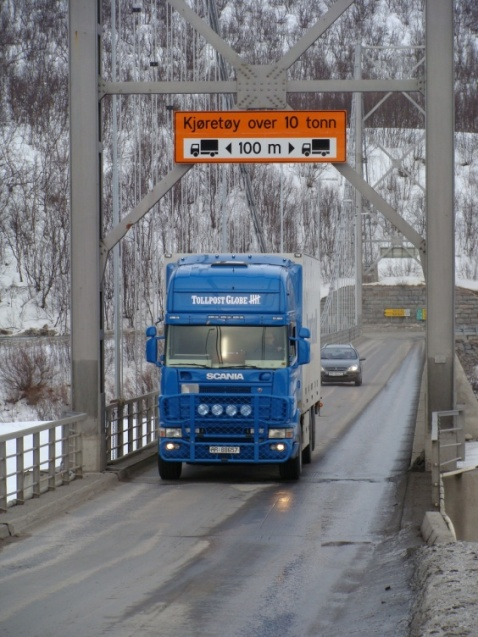 Kjøretøy over 10 tonn
100 m
TOLLPOST GLOBE
SCANIA